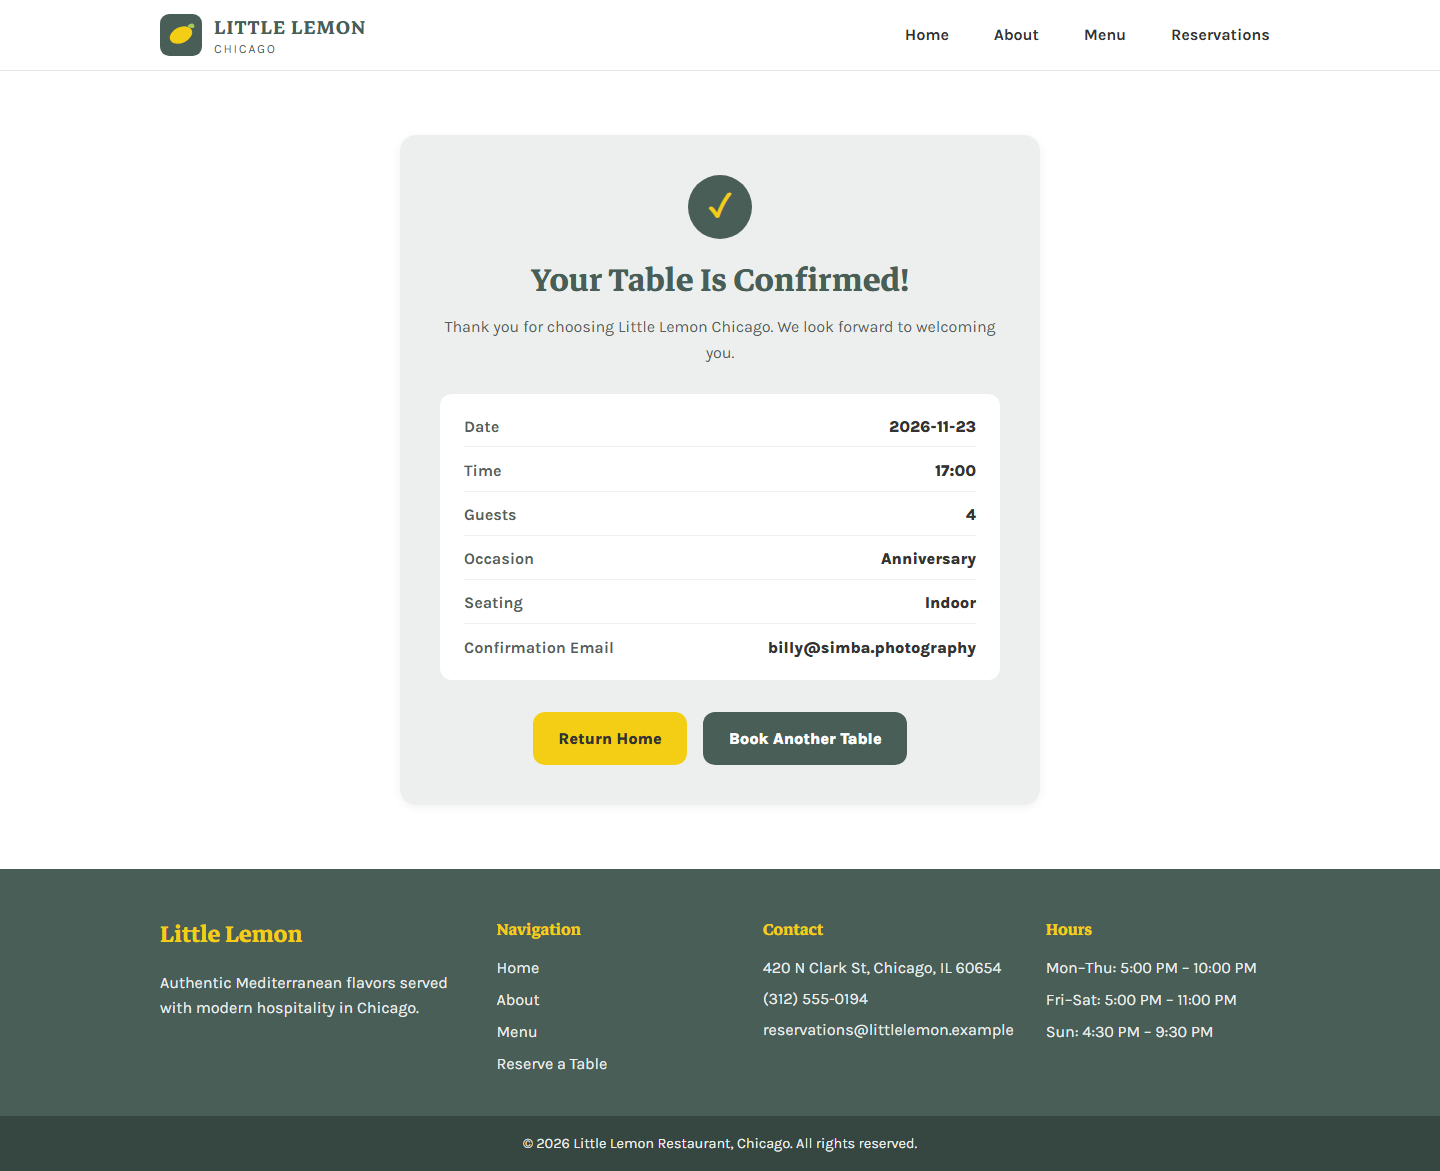 LITTLE LEMON
CHICAGO
Home About Menu Reservations
Your Table Is Confirmed!
Thank you for choosing Little Lemon Chicago. We look forward to welcoming
you.
Date 2026-11-23
Time 17:00
Guests 4
Occasion Anniversary
Seating Indoor
Confirmation Email billy@simba.photography
Return Home Book Another Table
Little Lemon
Authentic Mediterranean flavors served
with modern hospitality in Chicago.
Navigation
Home
About
Menu
Reserve a Table
Contact
420 N Clark St, Chicago, IL 60654
(312) 555-0194
reservations@littlelemon.example
Hours
Mon–Thu: 5:00 PM – 10:00 PM
Fri–Sat: 5:00 PM – 11:00 PM
Sun: 4:30 PM – 9:30 PM
© 2026 Little Lemon Restaurant, Chicago. All rights reserved.